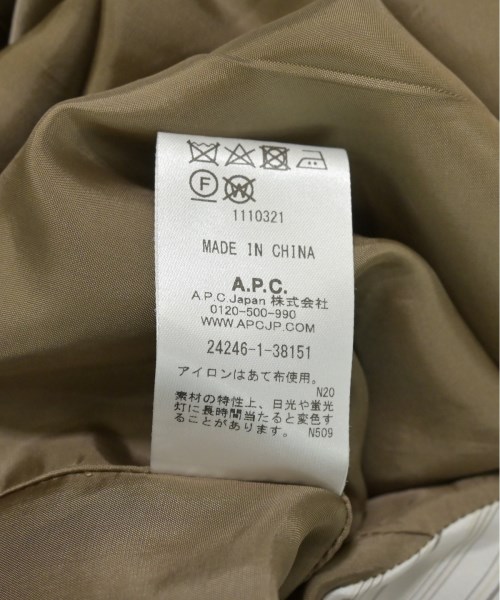 F W
1110321
MADE IN CHINA
A.P.C.
A.P.C.Japan 株式会社
0120-500-990
WWW.APCJP.COM
24246-1-38151
アイロンはあて布使用。
N20
素材の特性上、日光や蛍光
灯に長時間当たると変色す
ることがあります。 N509